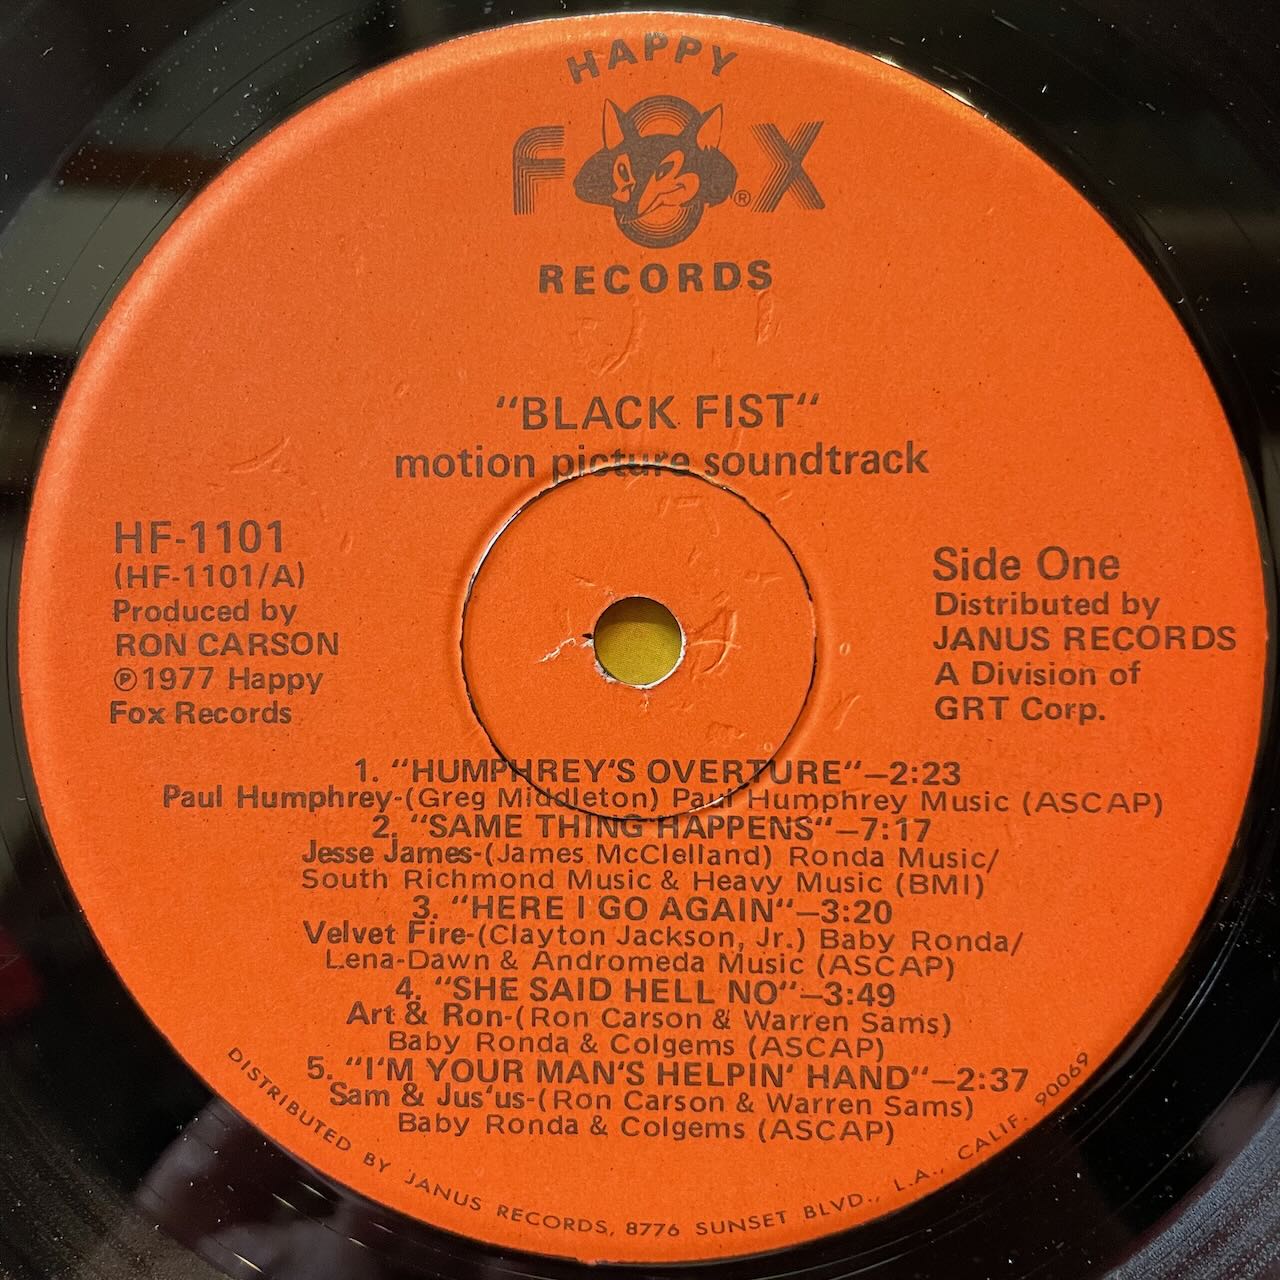 HAPPY
FOX®
RECORDS
"BLACK FIST"
motion picture soundtrack
HF-1101
(HF-1101/A)
Produced by
RON CARSON
℗1977 Happy
Fox Records
Side One
Distributed by
JANUS RECORDS
A Division of
GRT Corp.
1. "HUMPHREY'S OVERTURE"—2:23
Paul Humphrey-(Greg Middleton) Paul Humphrey Music (ASCAP)
2. "SAME THING HAPPENS"—7:17
Jesse James-(James McClelland) Ronda Music/
South Richmond Music & Heavy Music (BMI)
3. "HERE I GO AGAIN"—3:20
Velvet Fire-(Clayton Jackson, Jr.) Baby Ronda/
Lena-Dawn & Andromeda Music (ASCAP)
4. "SHE SAID HELL NO"—3:49
Art & Ron-(Ron Carson & Warren Sams)
Baby Ronda & Colgems (ASCAP)
5. "I'M YOUR MAN'S HELPIN' HAND"—2:37
Sam & Jus'us-(Ron Carson & Warren Sams)
Baby Ronda & Colgems (ASCAP)
DISTRIBUTED BY JANUS RECORDS, 8776 SUNSET BLVD., L.A., CALIF. 90069